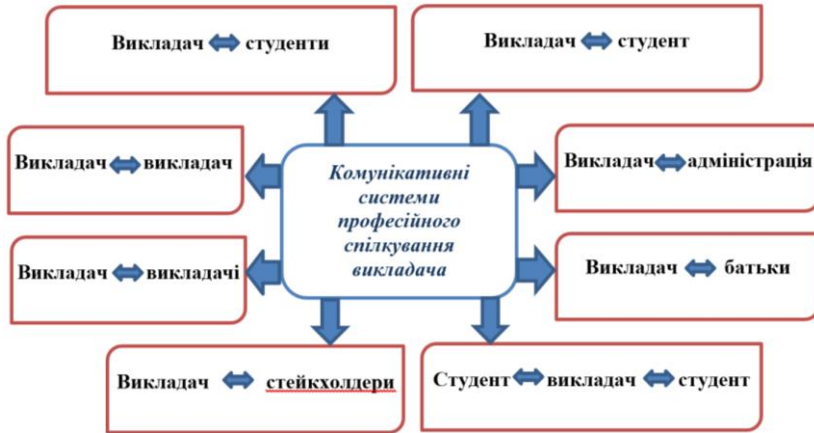 Викладач студенти
Викладач студент
Викладач викладач
Комунікативні
системи
професійного
спілкування
викладача
Викладач адміністрація
Викладач викладачі
Викладач батьки
Викладач стейкхолдери
Студент викладач студент